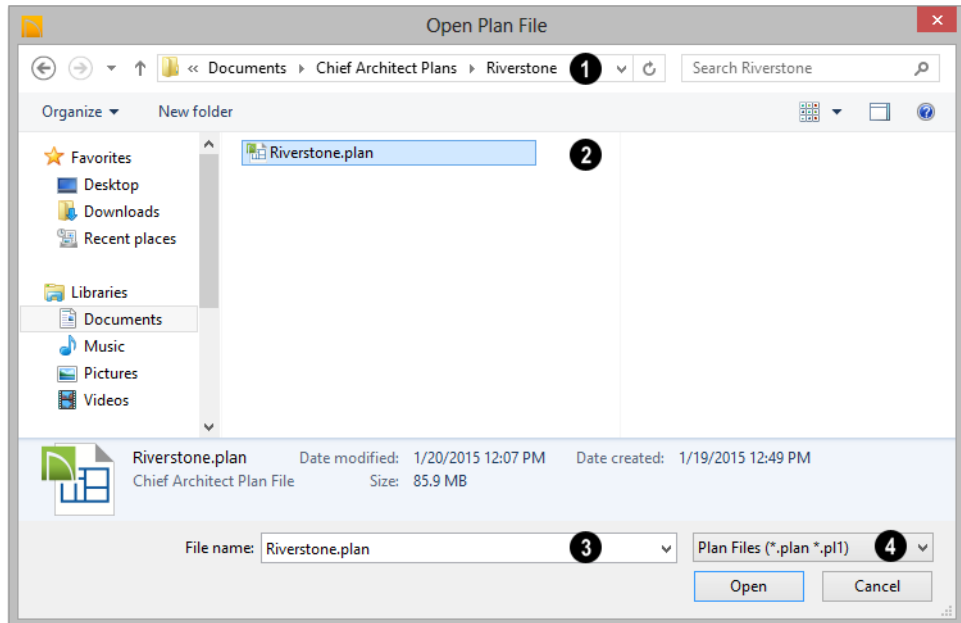 Open Plan File
« Documents Chief Architect Plans Riverstone 1 Search Riverstone
Organize New folder
Favorites
Riverstone.plan 2
Desktop
Downloads
Recent places
Libraries
Documents
Music
Pictures
Videos
Riverstone.plan Date modified: 1/20/2015 12:07 PM Date created: 1/19/2015 12:49 PM
Chief Architect Plan File Size: 85.9 MB
File name: Riverstone.plan 3 Plan Files (*.plan *.pl1) 4
Open Cancel